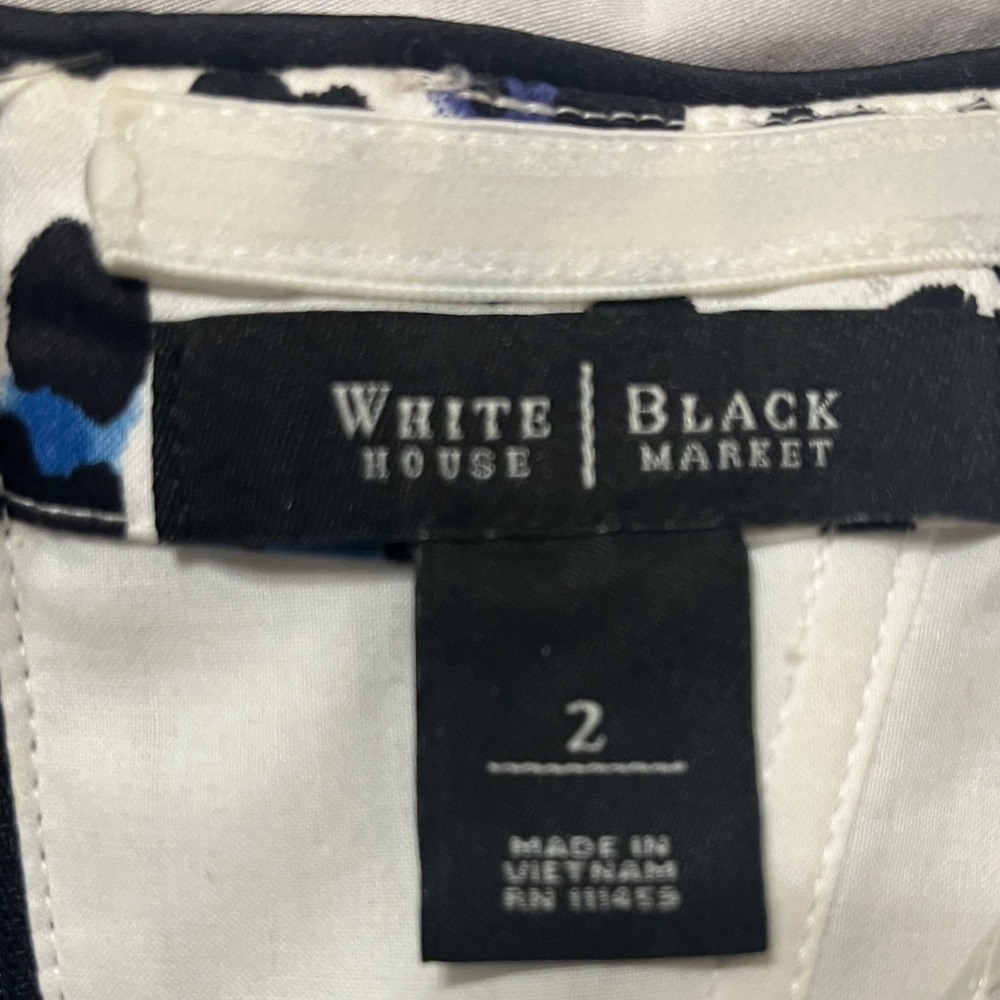 WHITE | BLACK
HOUSE | MARKET
2
MADE IN
VIETNAM
RN 111453